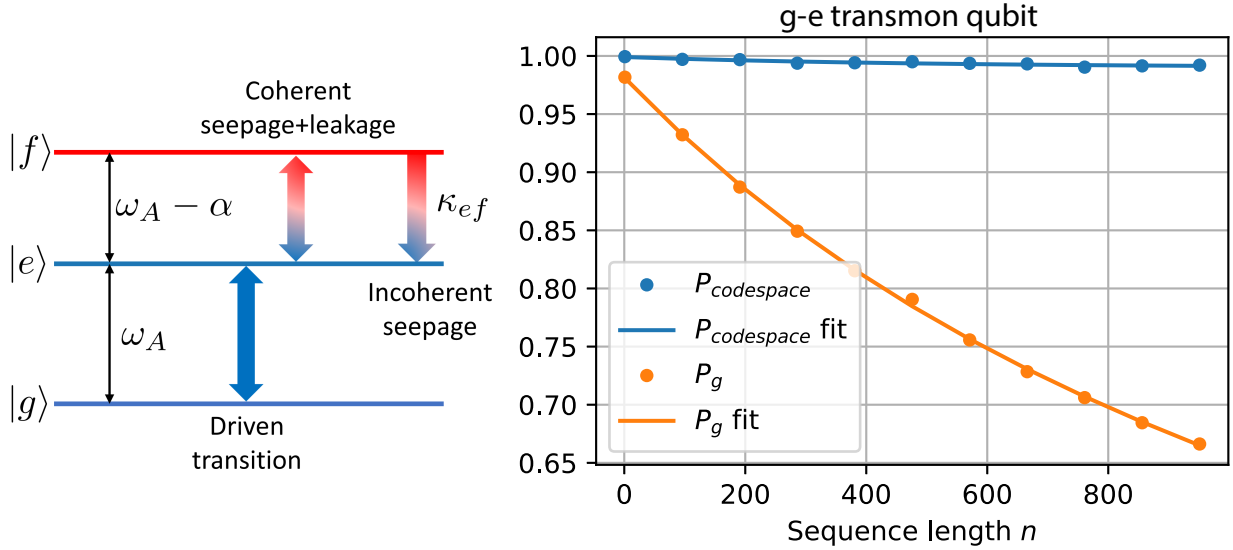 Coherent
seepage+leakage
|f⟩
ω_A − α
κ_ef
|e⟩
Incoherent
seepage
ω_A
|g⟩
Driven
transition
g-e transmon qubit
1.00
0.95
0.90
0.85
0.80
0.75
0.70
0.65
P_codespace
P_codespace fit
P_g
P_g fit
0
200
400
600
800
Sequence length n